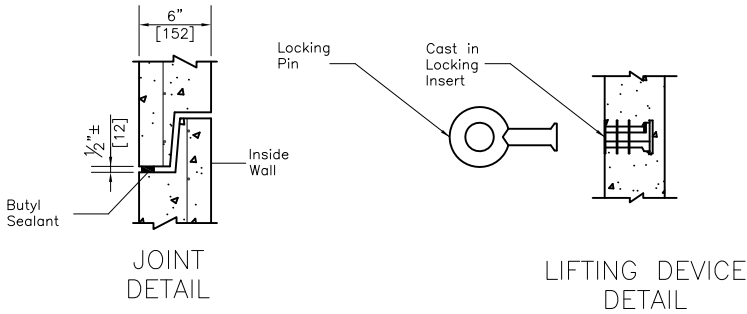 6"
[152]
½"±
[12]
Butyl
Sealant
Inside
Wall
JOINT
DETAIL
Locking
Pin
Cast in
Locking
Insert
LIFTING DEVICE
DETAIL